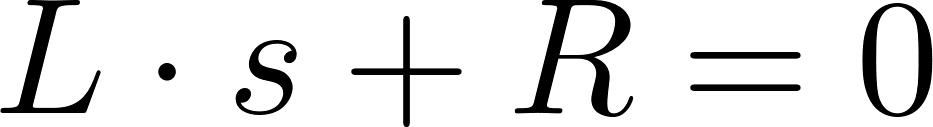 L · s + R = 0